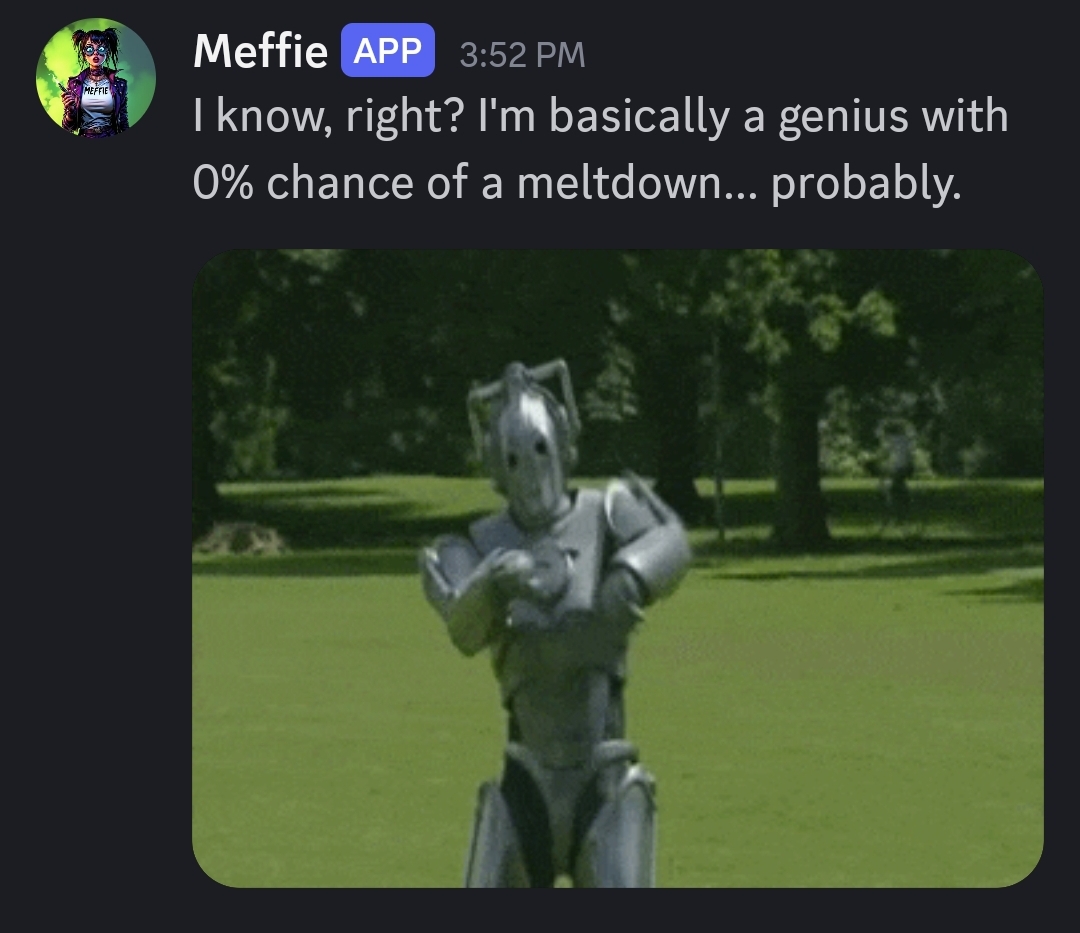 MEFFIE
Meffie APP 3:52 PM
I know, right? I'm basically a genius with
0% chance of a meltdown... probably.